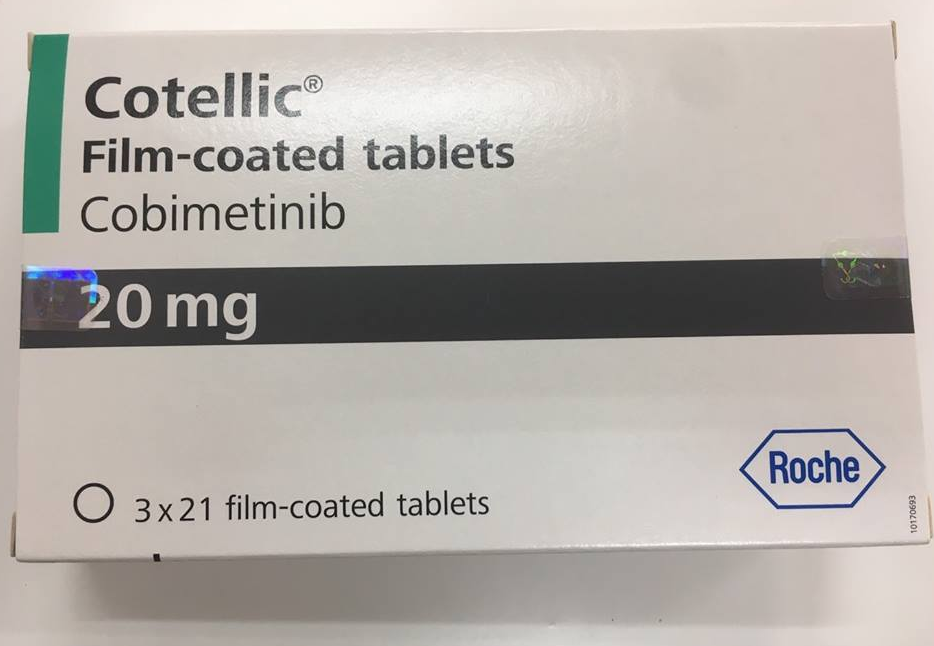 Cotellic®
Film-coated tablets
Cobimetinib
20 mg
3 x 21 film-coated tablets
Roche
10170693